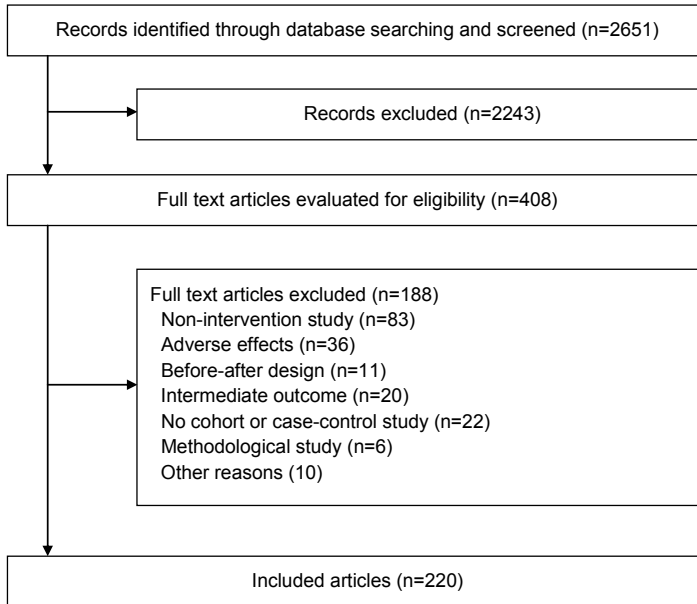 Records identified through database searching and screened (n=2651)
Records excluded (n=2243)
Full text articles evaluated for eligibility (n=408)
Full text articles excluded (n=188)
Non-intervention study (n=83)
Adverse effects (n=36)
Before-after design (n=11)
Intermediate outcome (n=20)
No cohort or case-control study (n=22)
Methodological study (n=6)
Other reasons (10)
Included articles (n=220)